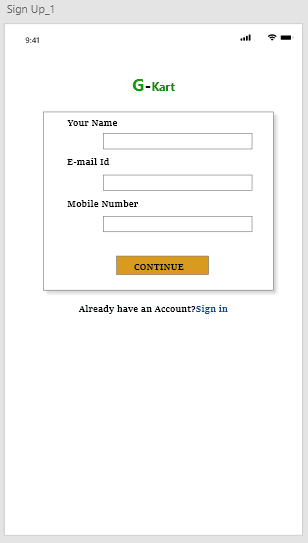 Sign Up_1
9:41
G-Kart
Your Name
E-mail Id
Mobile Number
CONTINUE
Already have an Account?Sign in